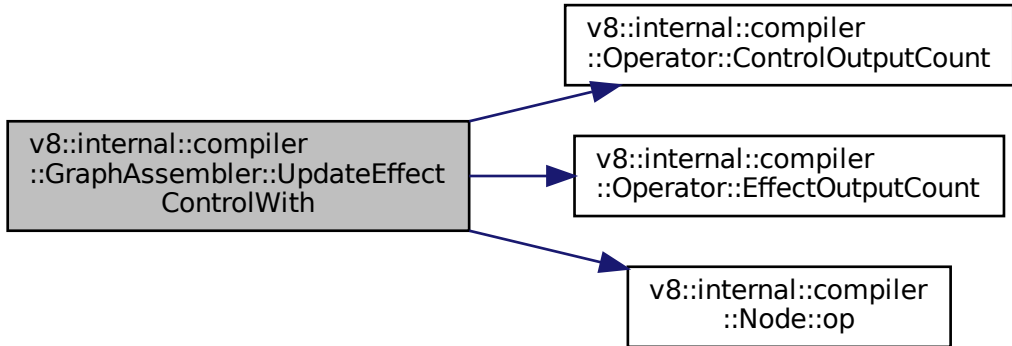 v8::internal::compiler
::GraphAssembler::UpdateEffect
ControlWith
v8::internal::compiler
::Operator::ControlOutputCount
v8::internal::compiler
::Operator::EffectOutputCount
v8::internal::compiler
::Node::op